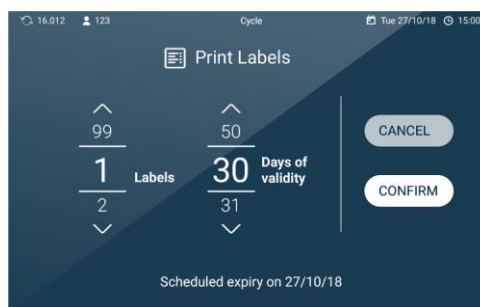 16.012 123 Cycle Tue 27/10/18 15:00
Print Labels
99 50
1 Labels 30 Days of validity
2 31
CANCEL
CONFIRM
Scheduled expiry on 27/10/18